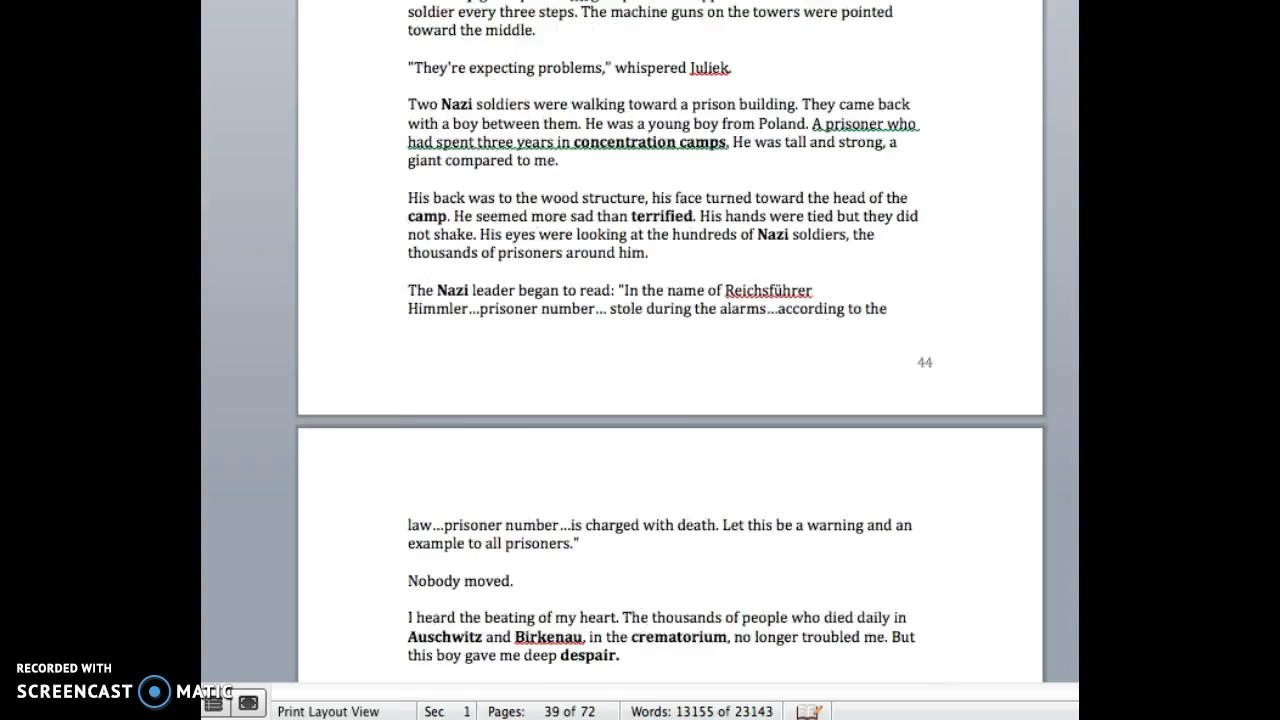 soldier every three steps. The machine guns on the towers were pointed
toward the middle.
"They're expecting problems," whispered Juliek.
Two Nazi soldiers were walking toward a prison building. They came back
with a boy between them. He was a young boy from Poland. A prisoner who
had spent three years in concentration camps. He was tall and strong, a
giant compared to me.
His back was to the wood structure, his face turned toward the head of the
camp. He seemed more sad than terrified. His hands were tied but they did
not shake. His eyes were looking at the hundreds of Nazi soldiers, the
thousands of prisoners around him.
The Nazi leader began to read: "In the name of Reichsführer
Himmler...prisoner number... stole during the alarms...according to the
44
law...prisoner number...is charged with death. Let this be a warning and an
example to all prisoners."
Nobody moved.
I heard the beating of my heart. The thousands of people who died daily in
Auschwitz and Birkenau, in the crematorium, no longer troubled me. But
this boy gave me deep despair.
RECORDED WITH
SCREENCAST MATIC
Print Layout View Sec 1 Pages: 39 of 72 Words: 13155 of 23143